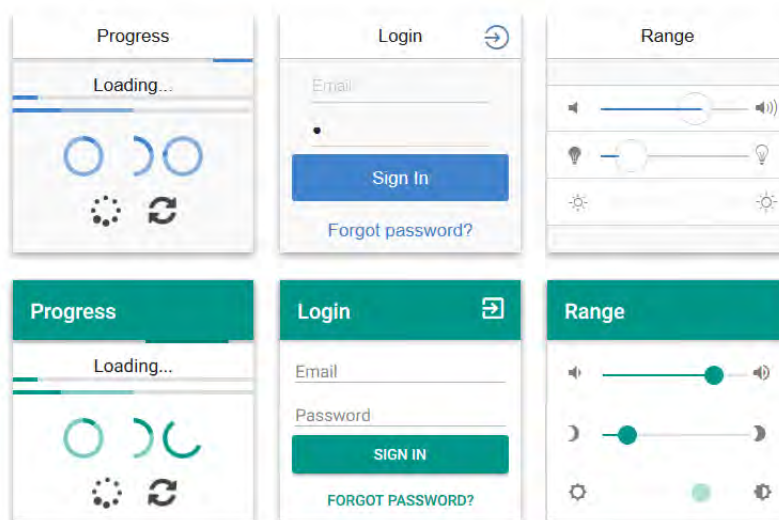 Progress
Loading...
Login
Email
Sign In
Forgot password?
Range
Progress
Loading...
Login
Email
Password
SIGN IN
FORGOT PASSWORD?
Range